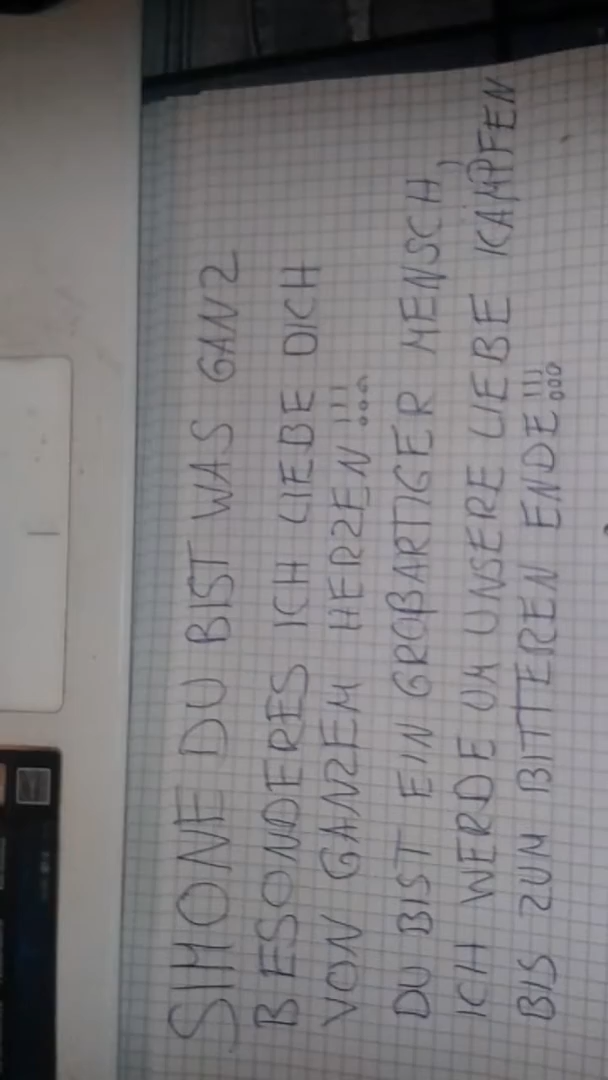 SIMONE DU BIST WAS GANZ
BESONDERES ICH LIEBE DICH
VON GANZEM HERZEN!!!
DU BIST EIN GROßARTIGER MENSCH,
ICH WERDE UM UNSERE LIEBE KÄMPFEN
BIS ZUM BITTEREN ENDE!!!